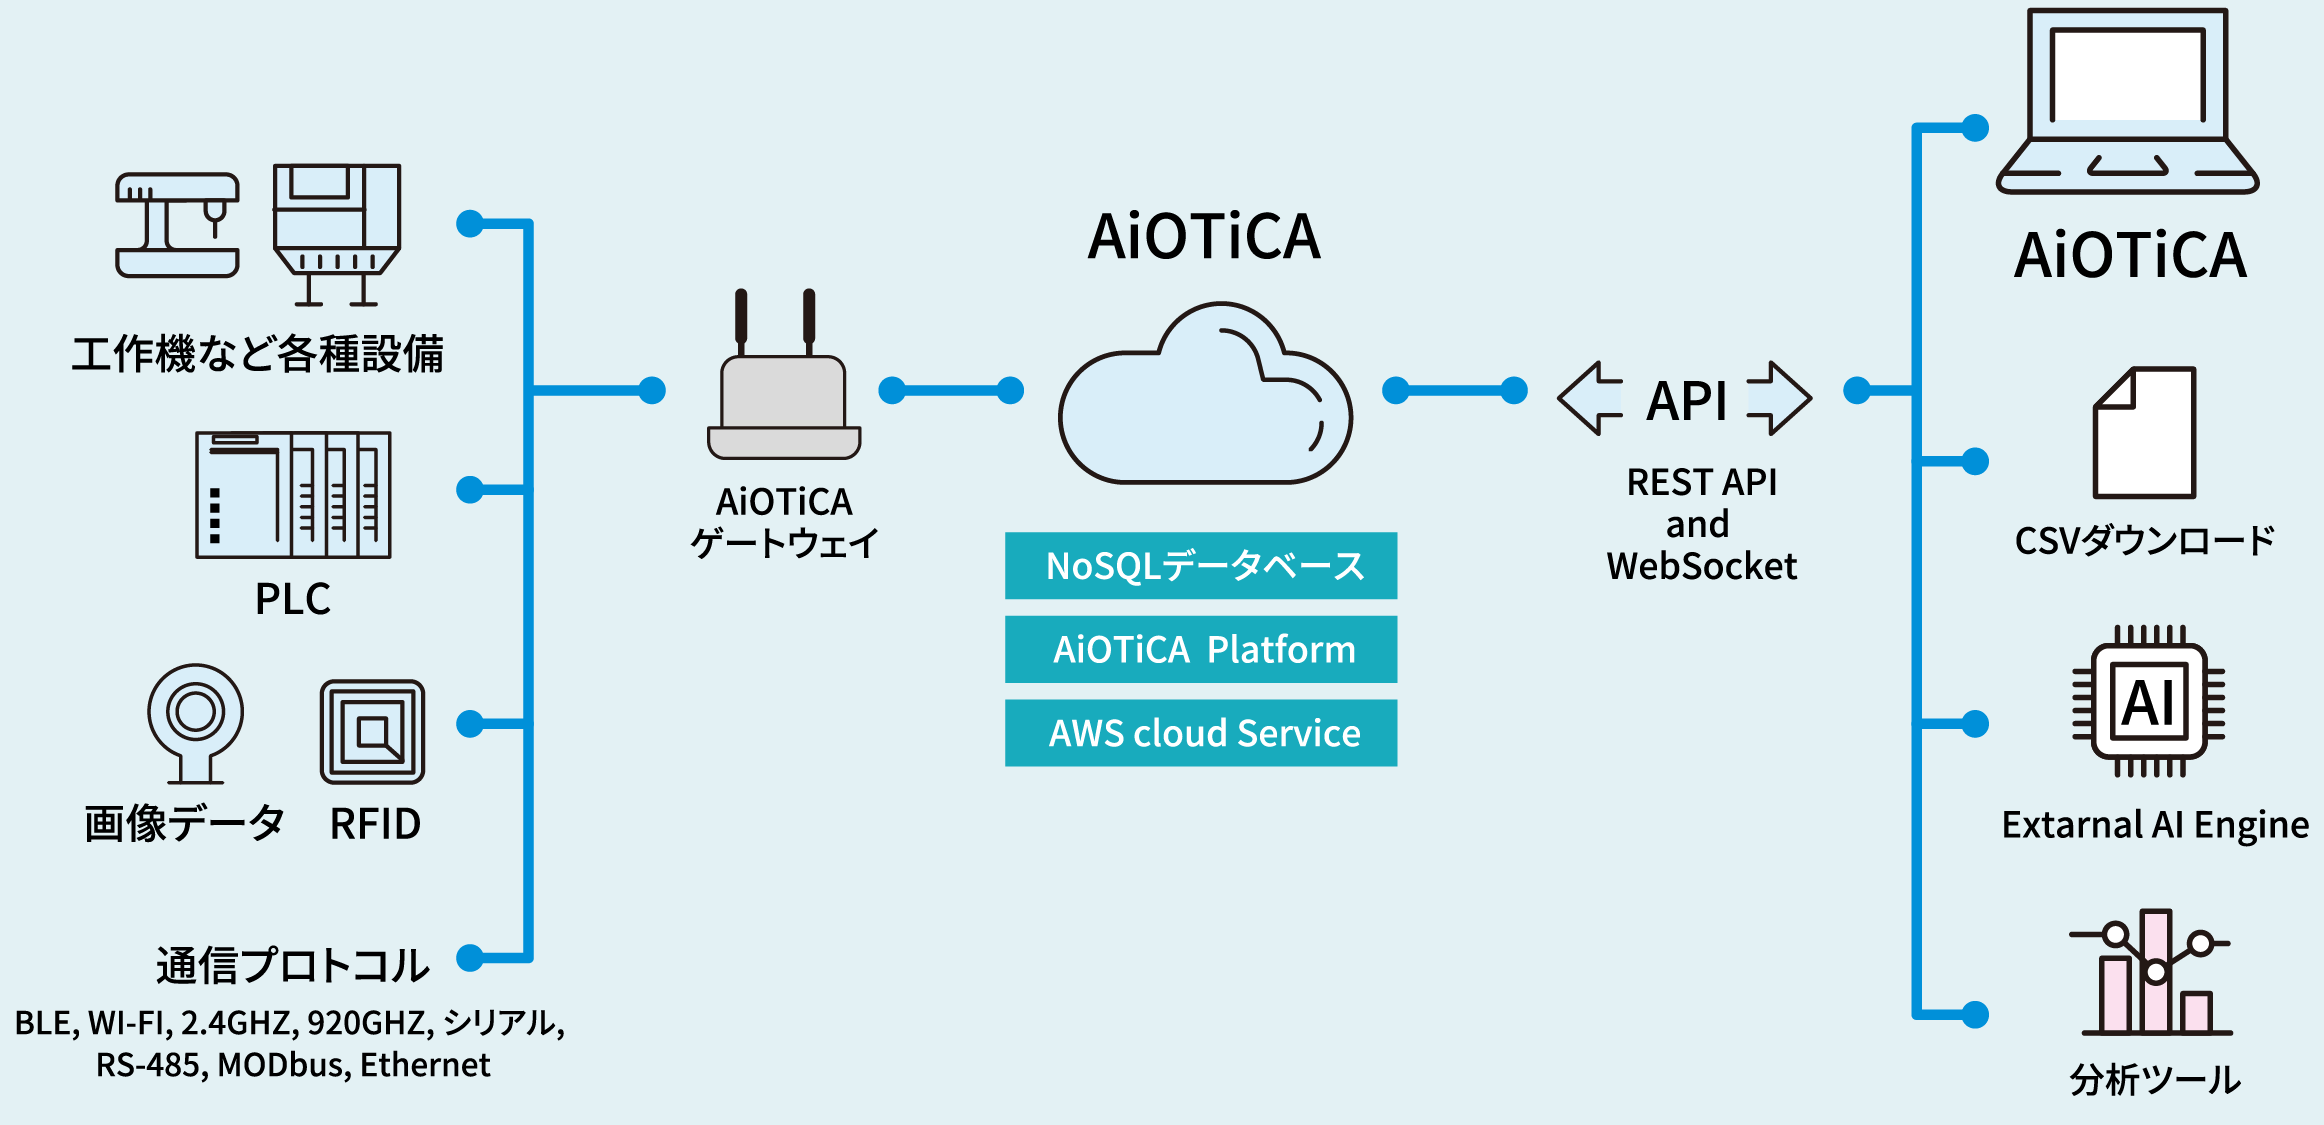 工作機など各種設備
PLC
画像データ
RFID
通信プロトコル
BLE, WI-FI, 2.4GHZ, 920GHZ, シリアル,
RS-485, MODbus, Ethernet
AiOTiCA
ゲートウェイ
AiOTiCA
NoSQLデータベース
AiOTiCA Platform
AWS cloud Service
API
REST API
and
WebSocket
AiOTiCA
CSVダウンロード
AI
Extarnal AI Engine
分析ツール